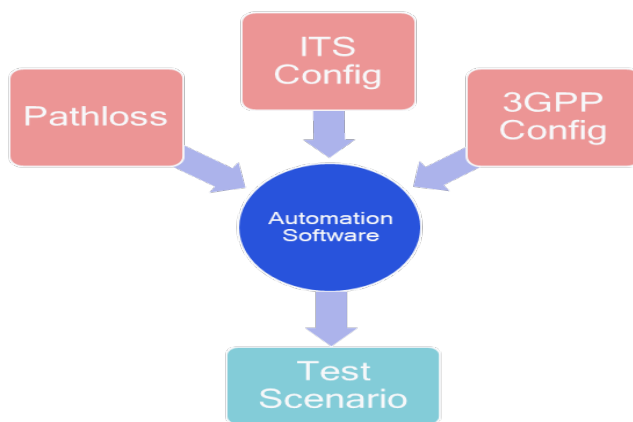 Pathloss
ITS
Config
3GPP
Config
Automation
Software
Test
Scenario